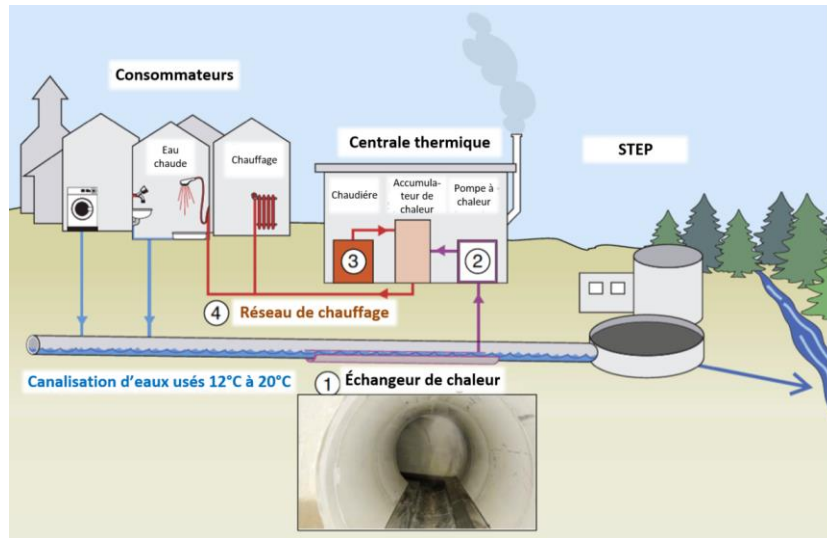 Consommateurs
Eau
chaude
Chauffage
Centrale thermique
Chaudiére
Accumula-
teur de
chaleur
Pompe à
chaleur
STEP
3
2
4 Réseau de chauffage
Canalisation d’eaux usés 12°C à 20°C
1 Échangeur de chaleur